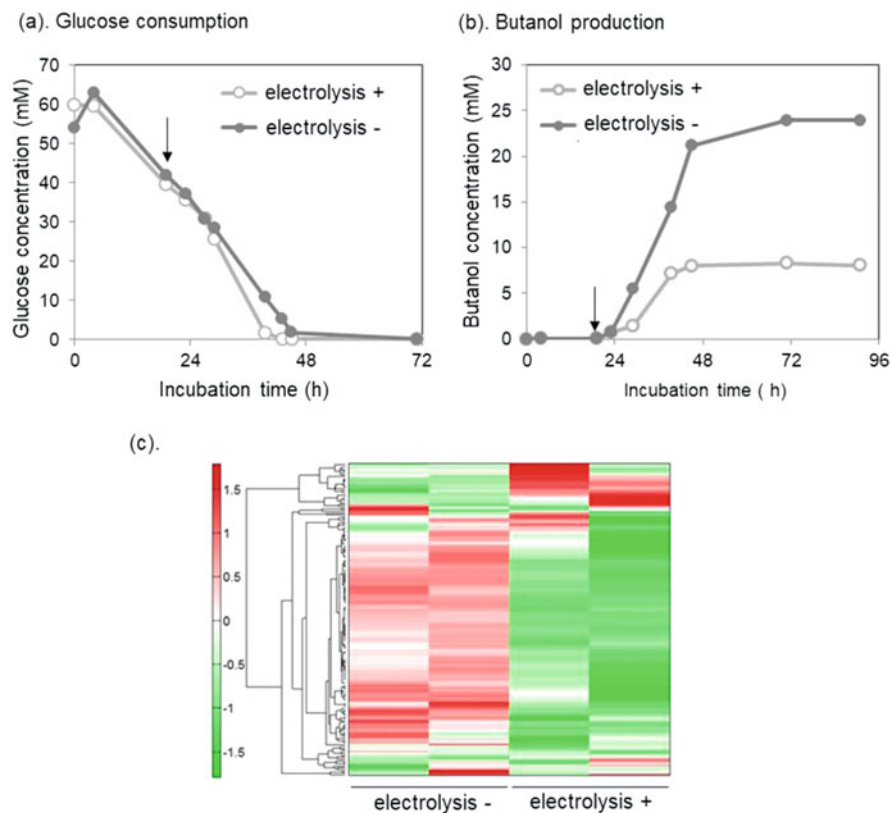 (a). Glucose consumption
(b). Butanol production
Glucose concentration (mM)
70
60
50
40
30
20
10
0
electrolysis +
electrolysis -
0 24 48 72
Incubation time (h)
Butanol concentration (mM)
30
25
20
15
10
5
0
electrolysis +
electrolysis -
0 24 48 72 96
Incubation time ( h)
(c).
1.5
1
0.5
0
-0.5
-1
-1.5
electrolysis - electrolysis +